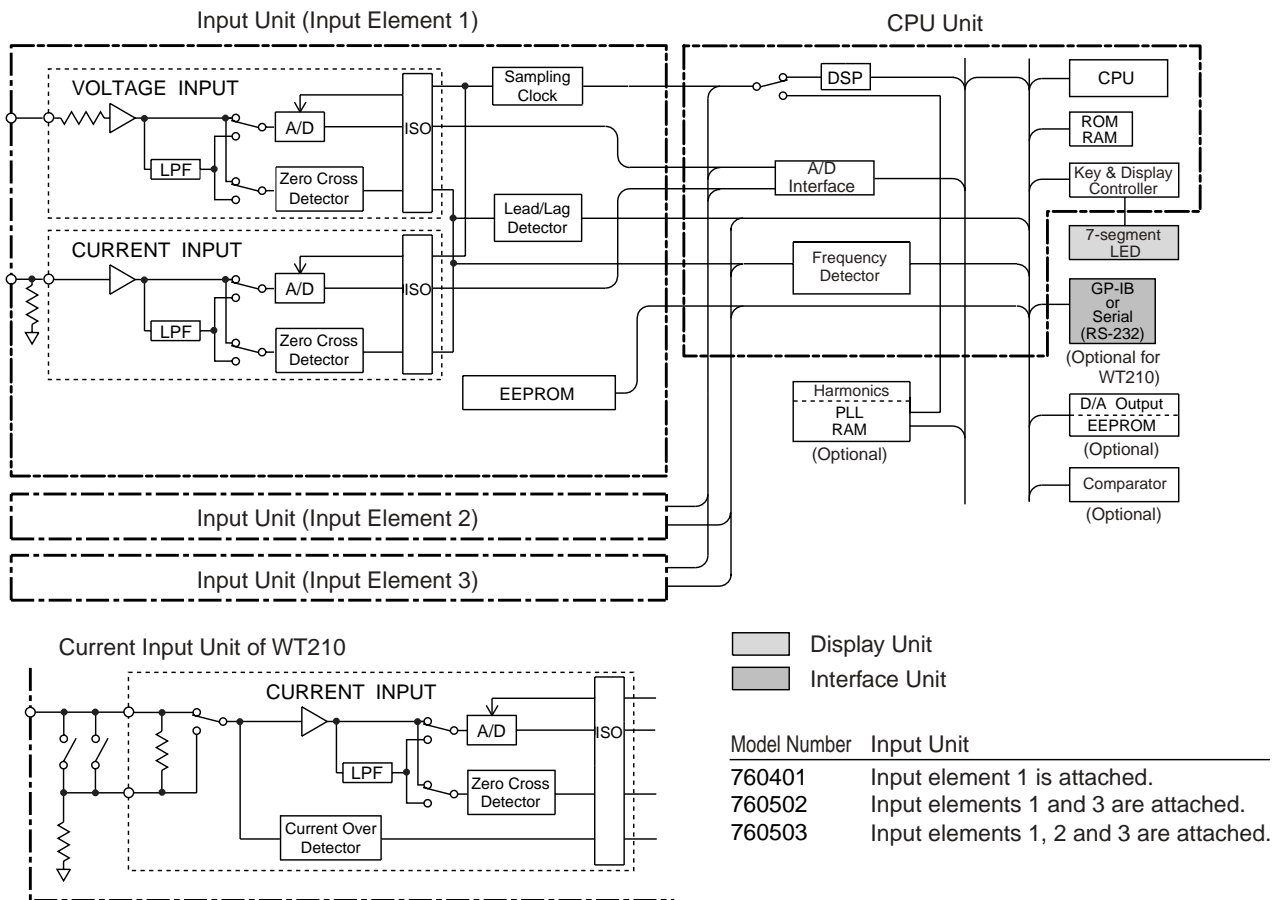 Input Unit (Input Element 1)
CPU Unit
VOLTAGE INPUT
LPF
A/D
Zero Cross
Detector
ISO
Sampling
Clock
Lead/Lag
Detector
CURRENT INPUT
LPF
A/D
Zero Cross
Detector
ISO
EEPROM
DSP
A/D
Interface
Frequency
Detector
Harmonics
PLL
RAM
(Optional)
CPU
ROM
RAM
Key & Display
Controller
7-segment
LED
GP-IB
or
Serial
(RS-232)
(Optional for
WT210)
D/A Output
EEPROM
(Optional)
Comparator
(Optional)
Input Unit (Input Element 2)
Input Unit (Input Element 3)
Current Input Unit of WT210
CURRENT INPUT
LPF
A/D
Zero Cross
Detector
Current Over
Detector
ISO
Display Unit
Interface Unit
Model Number Input Unit
760401 Input element 1 is attached.
760502 Input elements 1 and 3 are attached.
760503 Input elements 1, 2 and 3 are attached.